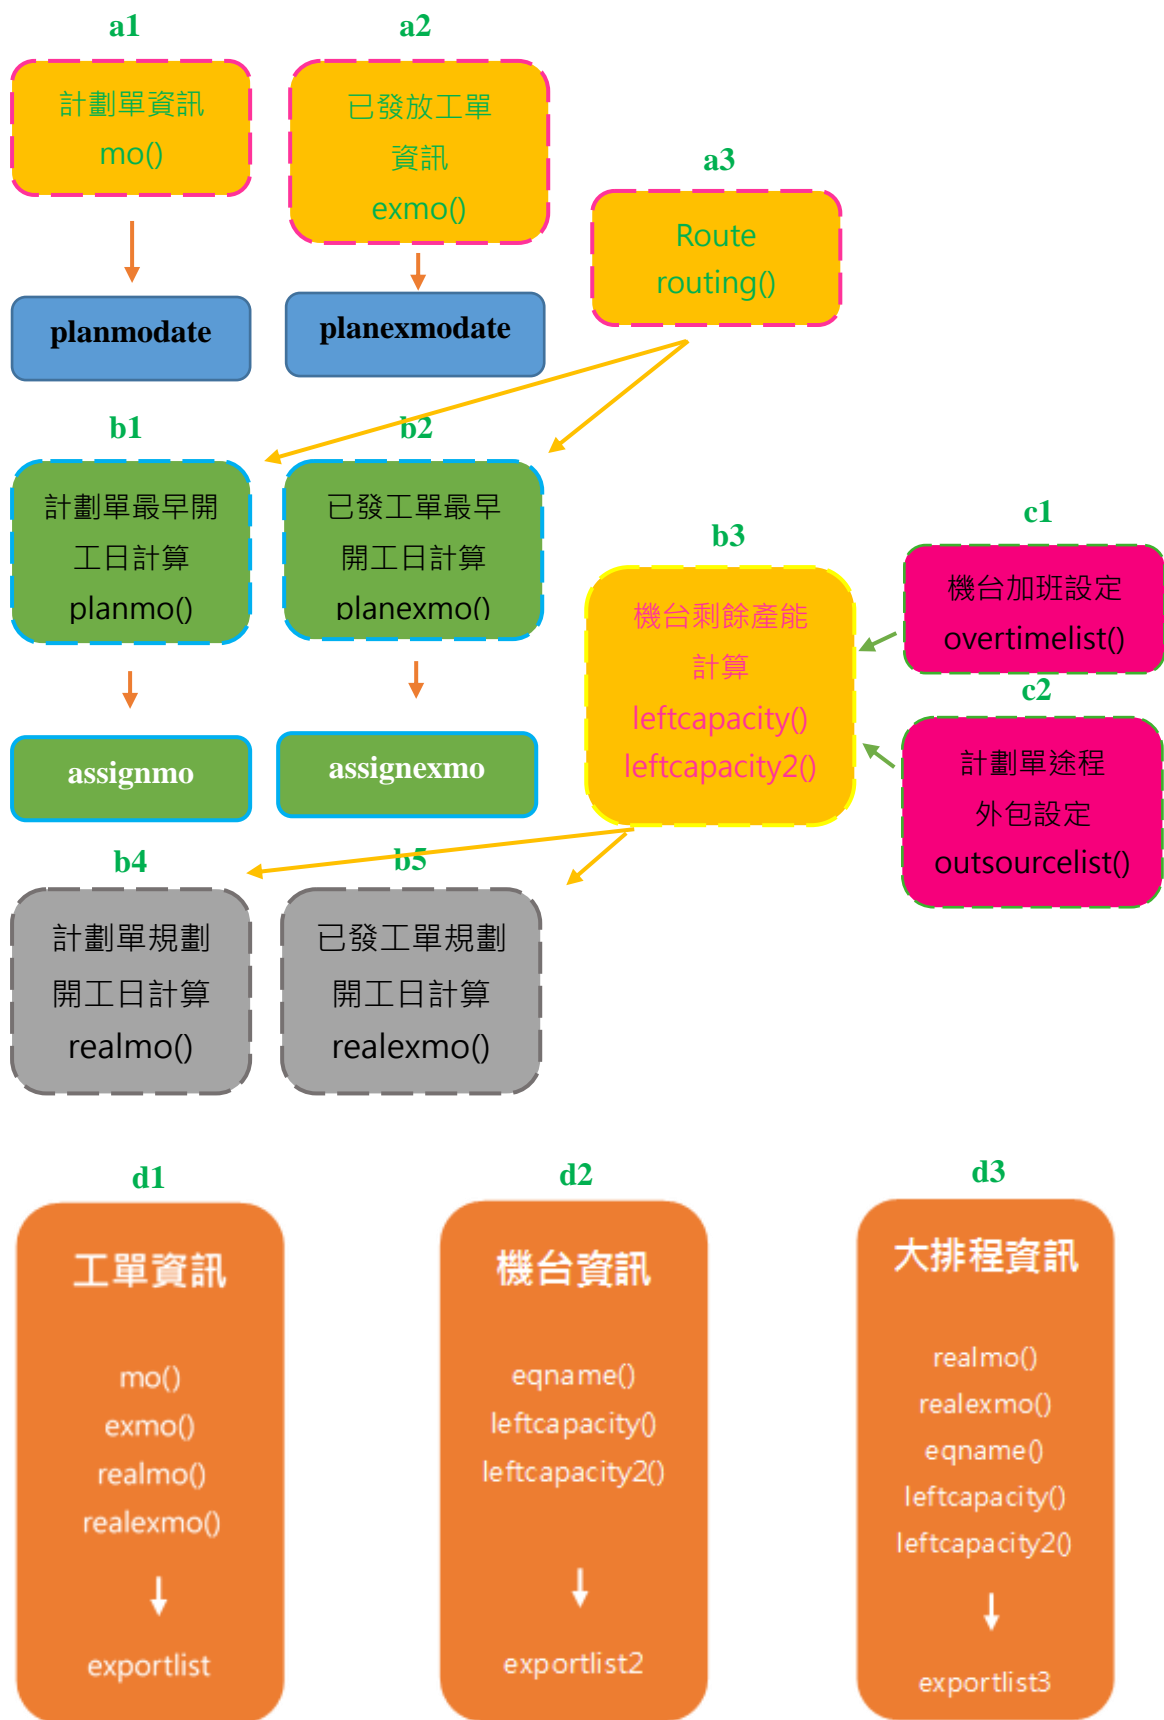 a1
計劃單資訊
mo()
a2
已發放工單
資訊
exmo()
a3
Route
routing()
planmodate
planexmodate
b1
計劃單最早開
工日計算
planmo()
b2
已發工單最早
開工日計算
planexmo()
b3
機台剩餘產能
計算
leftcapacity()
leftcapacity2()
c1
機台加班設定
overtimelist()
c2
計劃單途程
外包設定
outsourcelist()
assignmo
assignexmo
b4
計劃單規劃
開工日計算
realmo()
b5
已發工單規劃
開工日計算
realexmo()
d1
工單資訊
mo()
exmo()
realmo()
realexmo()
exportlist
d2
機台資訊
eqname()
leftcapacity()
leftcapacity2()
exportlist2
d3
大排程資訊
realmo()
realexmo()
eqname()
leftcapacity()
leftcapacity2()
exportlist3